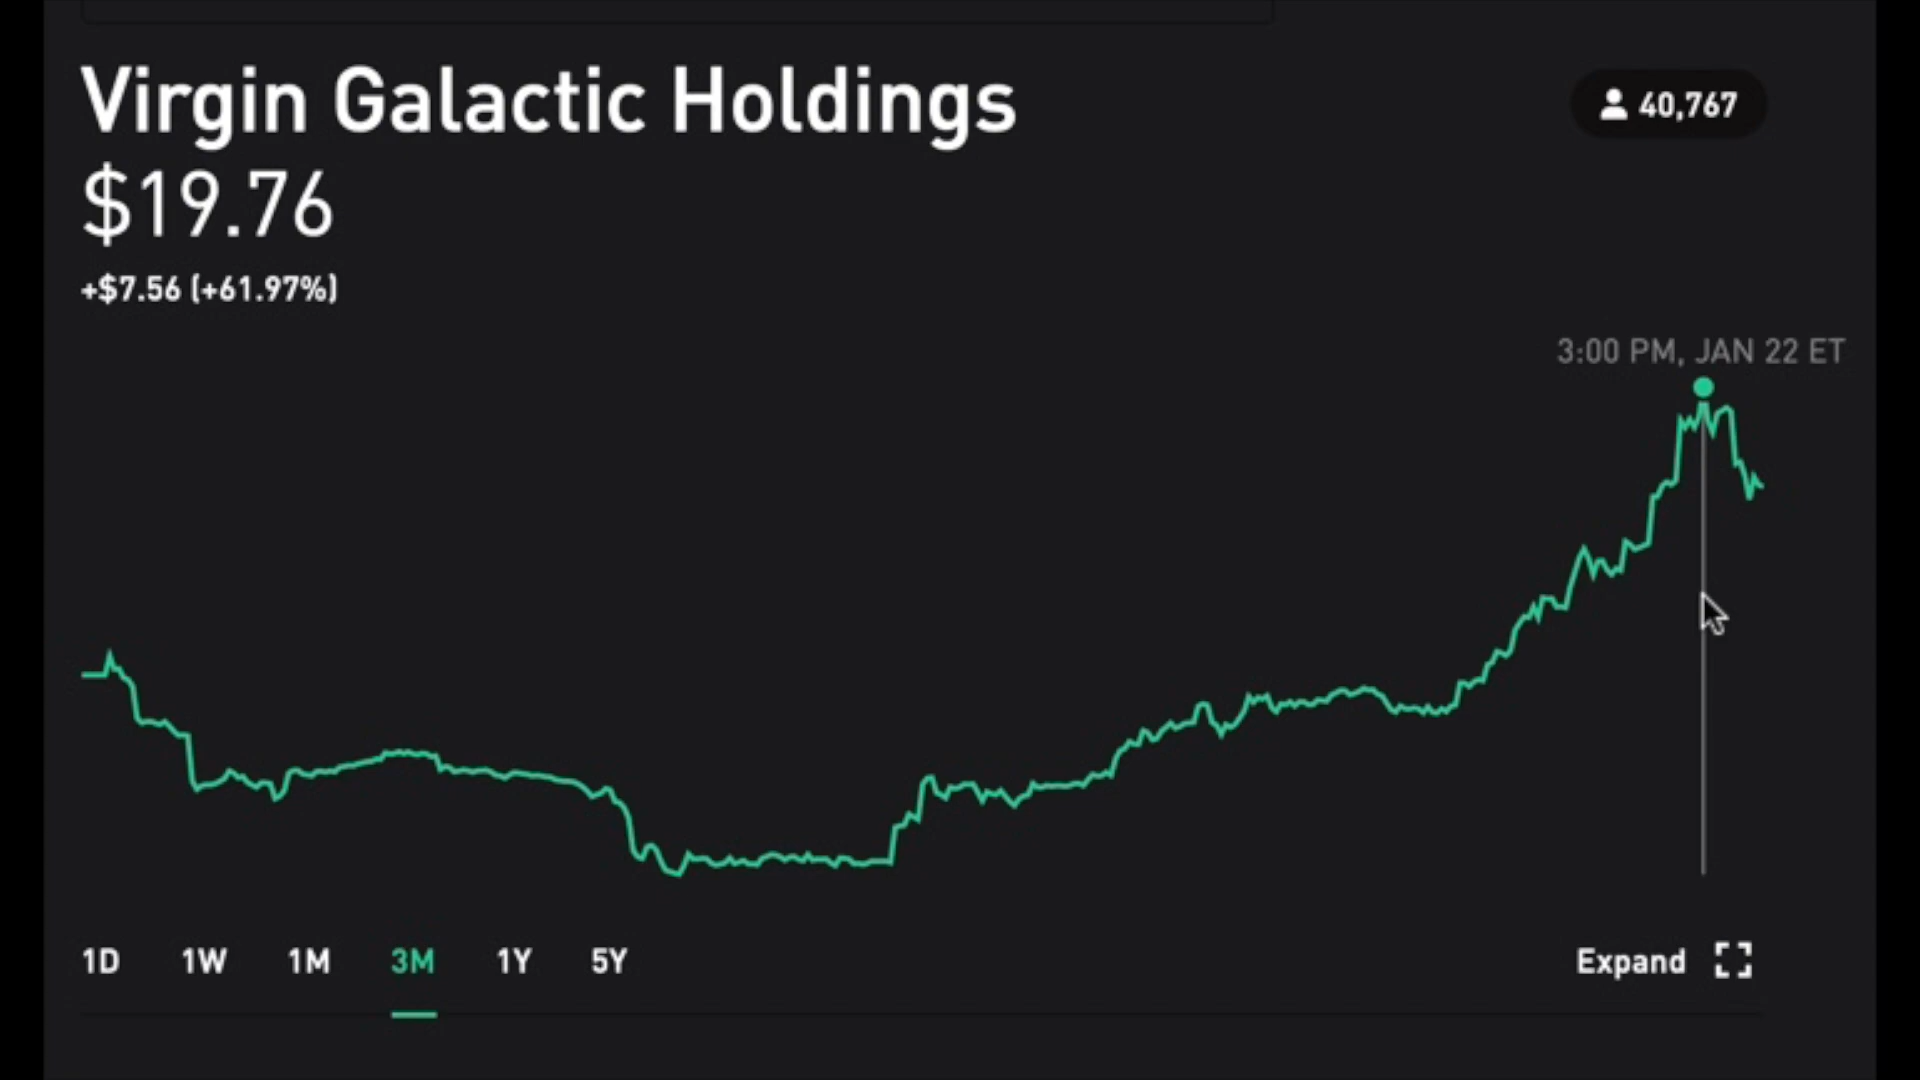 Virgin Galactic Holdings
40,767
$19.76
+$7.56 (+61.97%)
3:00 PM, JAN 22 ET
1D 1W 1M 3M 1Y 5Y
Expand